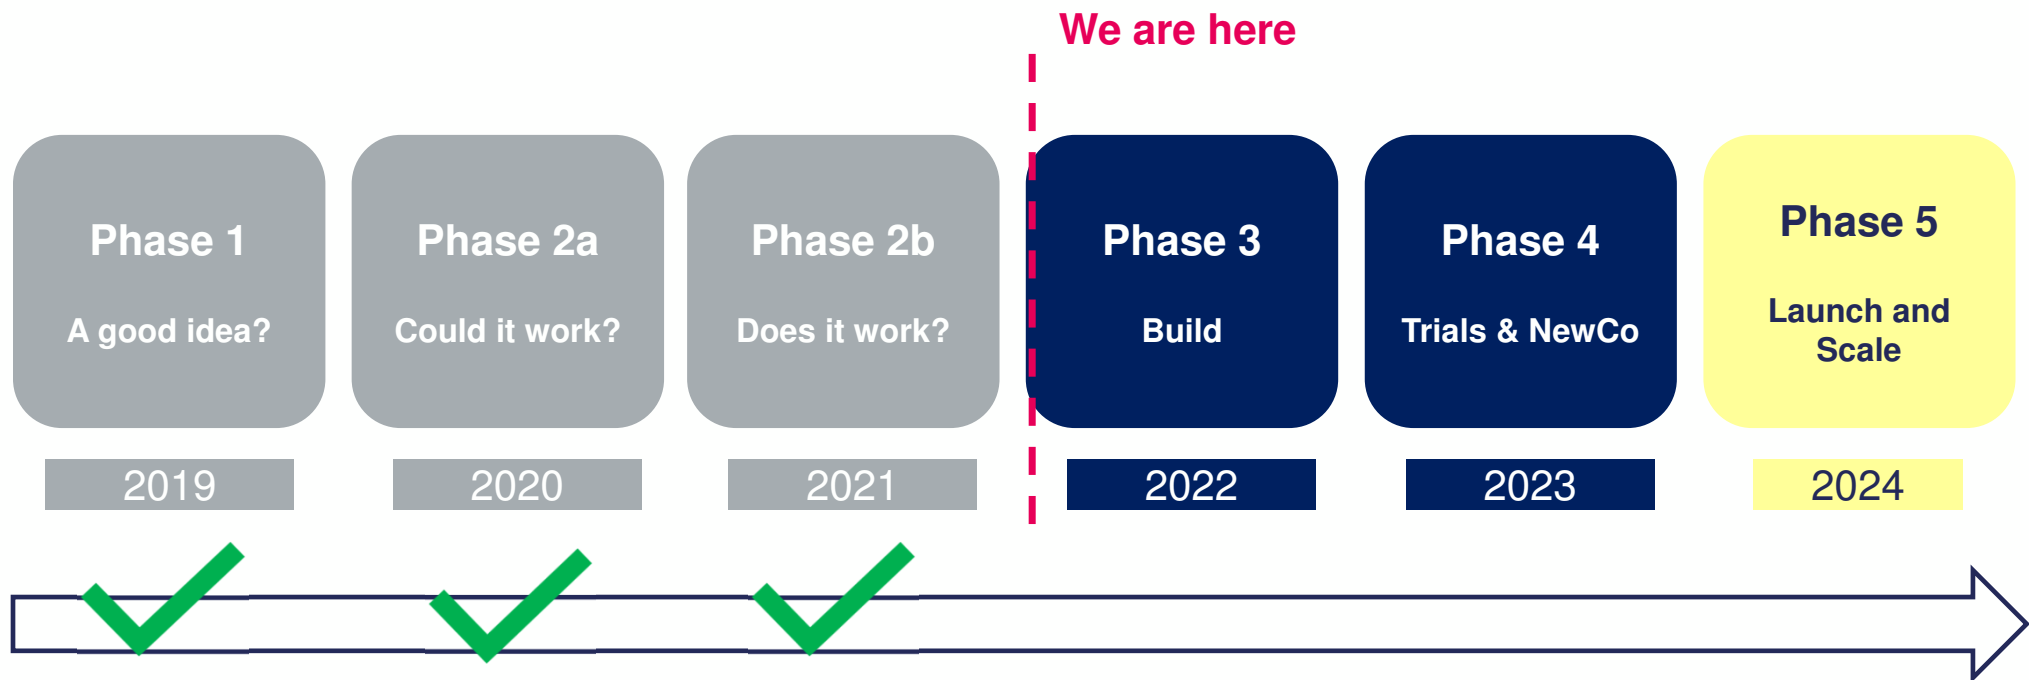 We are here
Phase 1
A good idea?
Phase 2a
Could it work?
Phase 2b
Does it work?
Phase 3
Build
Phase 4
Trials & NewCo
Phase 5
Launch and
Scale
2019
2020
2021
2022
2023
2024